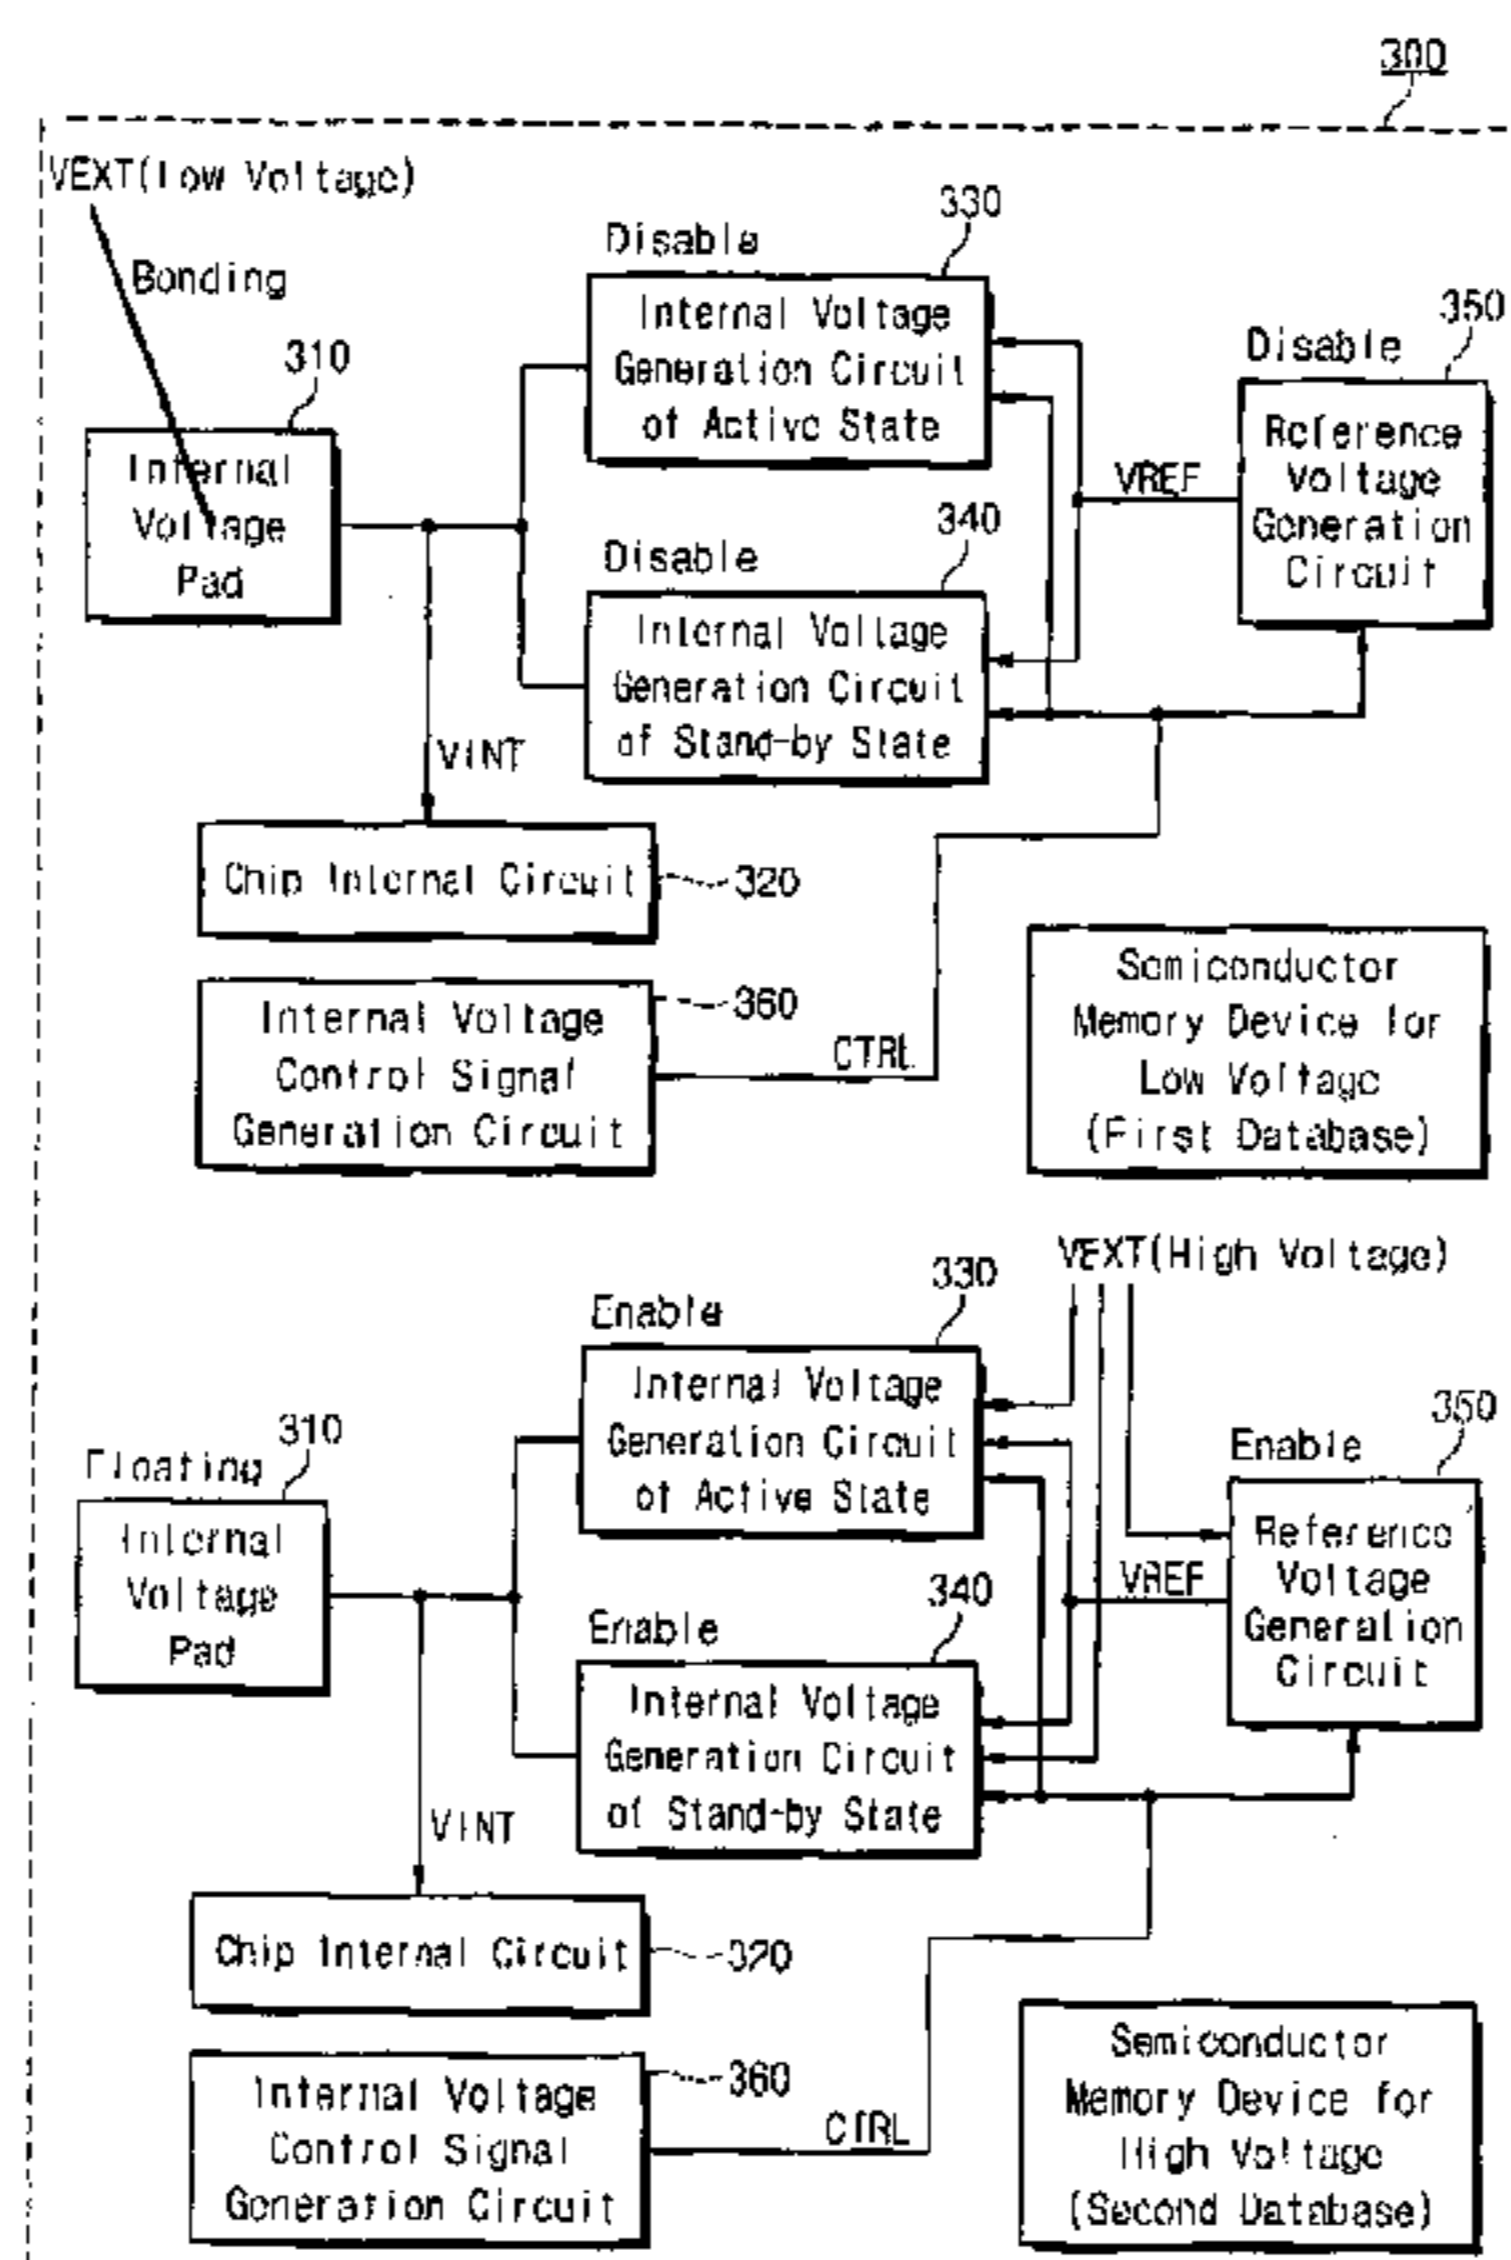 300
VEXT(Low Voltage)
Bonding
310
Internal
Voltage
Pad
Disable
330
Internal Voltage
Generation Circuit
of Active State
Disable
340
Internal Voltage
Generation Circuit
of Stand-by State
Disable
350
Reference
Voltage
Generation
Circuit
VREF
VINT
Chip Internal Circuit
320
Internal Voltage
Control Signal
Generation Circuit
360
CTRL
Semiconductor
Memory Device for
Low Voltage
(First Database)
VEXT(High Voltage)
Floating
310
Internal
Voltage
Pad
Enable
330
Internal Voltage
Generation Circuit
of Active State
Enable
340
Internal Voltage
Generation Circuit
of Stand-by State
Enable
350
Reference
Voltage
Generation
Circuit
VREF
VINT
Chip Internal Circuit
320
Internal Voltage
Control Signal
Generation Circuit
360
CTRL
Semiconductor
Memory Device for
High Voltage
(Second Database)